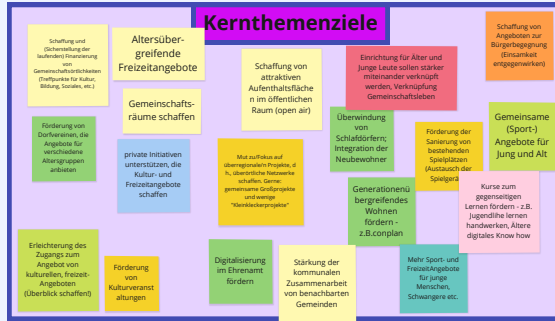 Kernthemenziele
Schaffung und
(Sicherstellung der
laufenden) Finanzierung
von
Gemeinschaftsörtlichkeiten
(Treffpunkte für Kultur,
Bildung, Soziales, etc.)
Altersüber-
greifende
Freizeitangebote
Gemeinschafts-
räume schaffen
Schaffung von
attraktiven
Aufenthaltsfläche
n im öffentlichen
Raum (open air)
Einrichtung für Älter und
Junge Leute sollen stärker
miteinander verknüpft
werden, Verknüpfung
Gemeinschaftsleben
Schaffung von
Angeboten zur
Bürgerbegegnung
(Einsamkeit
entgegenwirken)
Förderung von
Dorfvereinen, die
Angebote für
verschiedene
Altersgruppen
anbieten
private Initiativen
unterstützen, die
Kultur- und
Freizeitangebote
schaffen
Mut zu/Fokus auf
überregionale/n Projekte, d.
h., überörtliche Netzwerke
schaffen. Gerne:
gemeinsame Großprojekte
und wenige
"Kleinkleckerprojekte"
Überwindung
von
Schlafdörfern;
Integration der
Neubewohner
Förderung der
Sanierung von
bestehenden
Spielplätzen
(Austausch der
Spielgerä
Gemeinsame
(Sport-)
Angebote für
Jung und Alt
Generationenü
bergreifendes
Wohnen
fördern -
z.B.conplan
Kurse zum
gegenseitigen
Lernen fördern - z.B.
Jugendliche lernen
handwerken, Ältere
digitales Know how
Erleichterung des
Zugangs zum
Angebot von
kulturellen, freizeit-
Angeboten
(Überblick schaffen!)
Förderung
von
Kulturveranst
altungen
Digitalisierung
im Ehrenamt
fördern
Stärkung der
kommunalen
Zusammenarbeit
von benachbarten
Gemeinden
Mehr Sport- und
FreizeitAngebote
für junge
Menschen,
Schwangere etc.